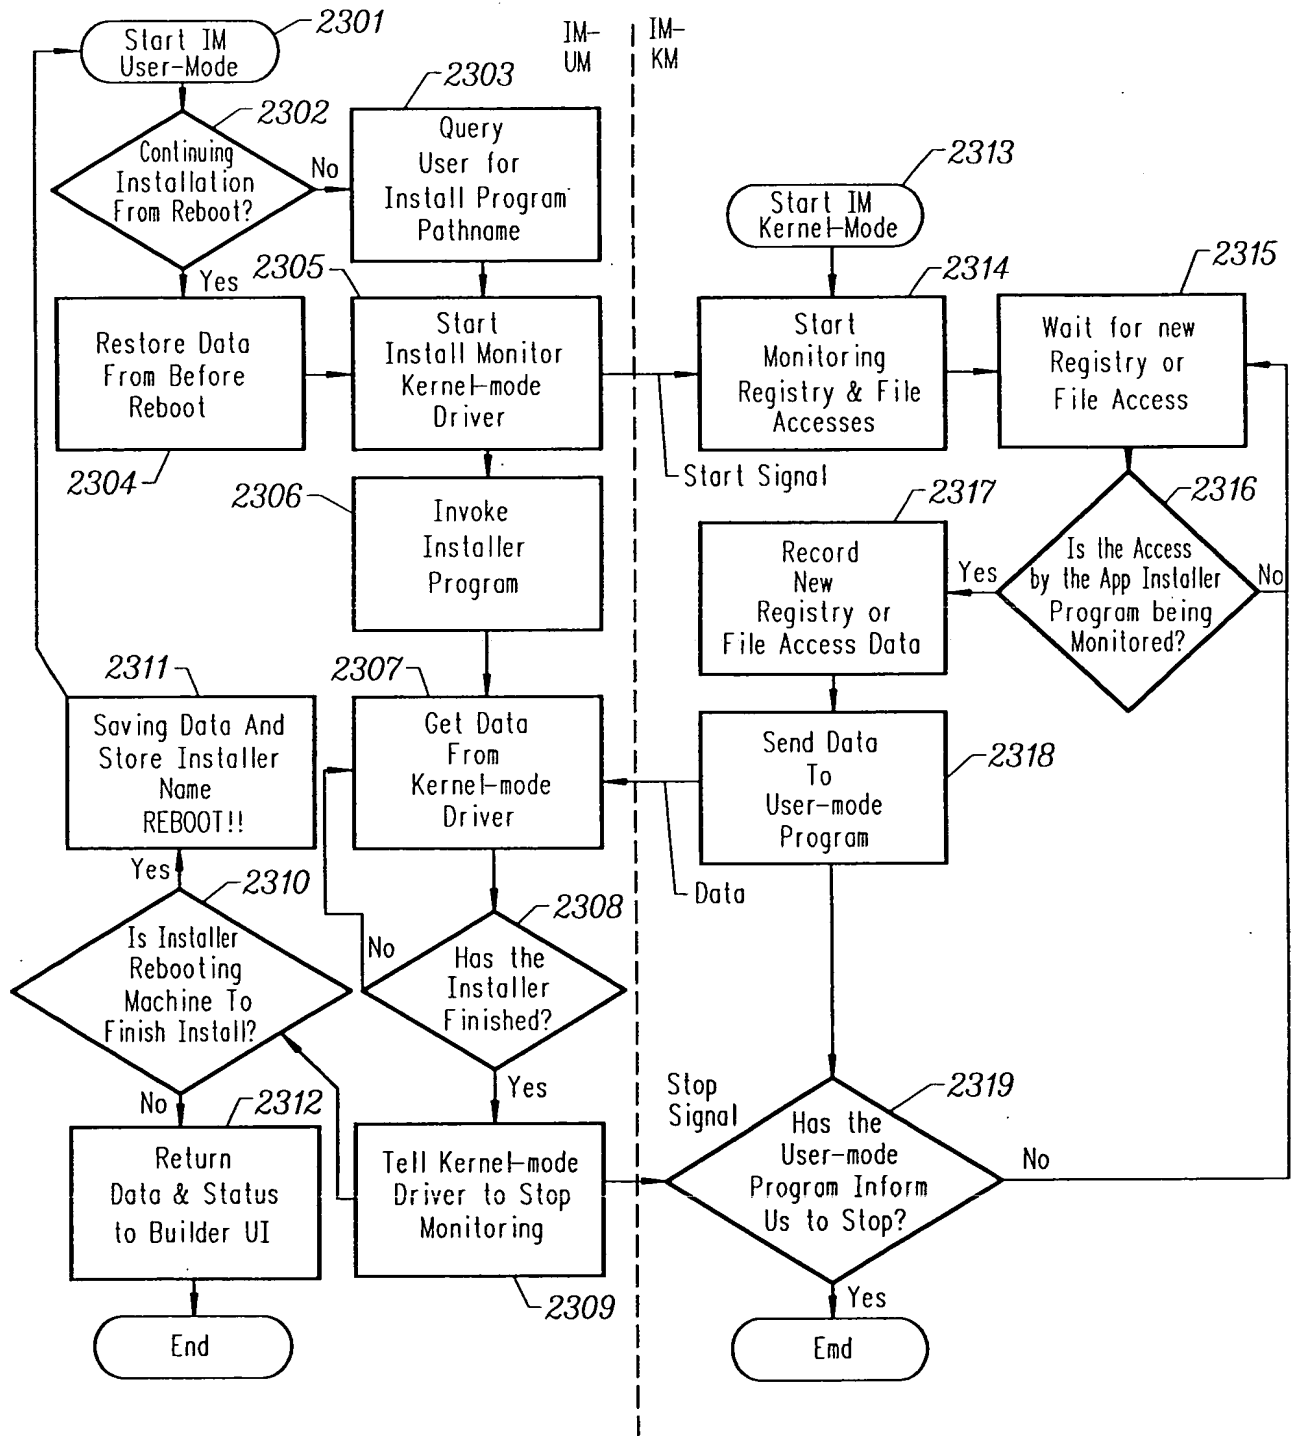 2301
Start IM
User-Mode
IM-
UM
IM-
KM
2302
Continuing
Installation
From Reboot?
No
Yes
2303
Query
User for
Install Program
Pathname
2313
Start IM
Kernel-Mode
2305
Start
Install Monitor
Kernel-mode
Driver
2314
Start
Monitoring
Registry & File
Accesses
2315
Wait for new
Registry or
File Access
Restore Data
From Before
Reboot
2304
Start Signal
2306
Invoke
Installer
Program
2317
Record
New
Registry or
File Access Data
Yes
2316
Is the Access
by the App Installer
Program being
Monitored?
No
2311
Saving Data And
Store Installer
Name
REBOOT!!
2307
Get Data
From
Kernel-mode
Driver
Send Data
To
User-mode
Program
2318
Data
Yes
2310
Is Installer
Rebooting
Machine To
Finish Install?
No
No
2308
Has the
Installer
Finished?
Yes
2312
Return
Data & Status
to Builder UI
Tell Kernel-mode
Driver to Stop
Monitoring
2309
Stop
Signal
2319
Has the
User-mode
Program Inform
Us to Stop?
No
Yes
End
Emd